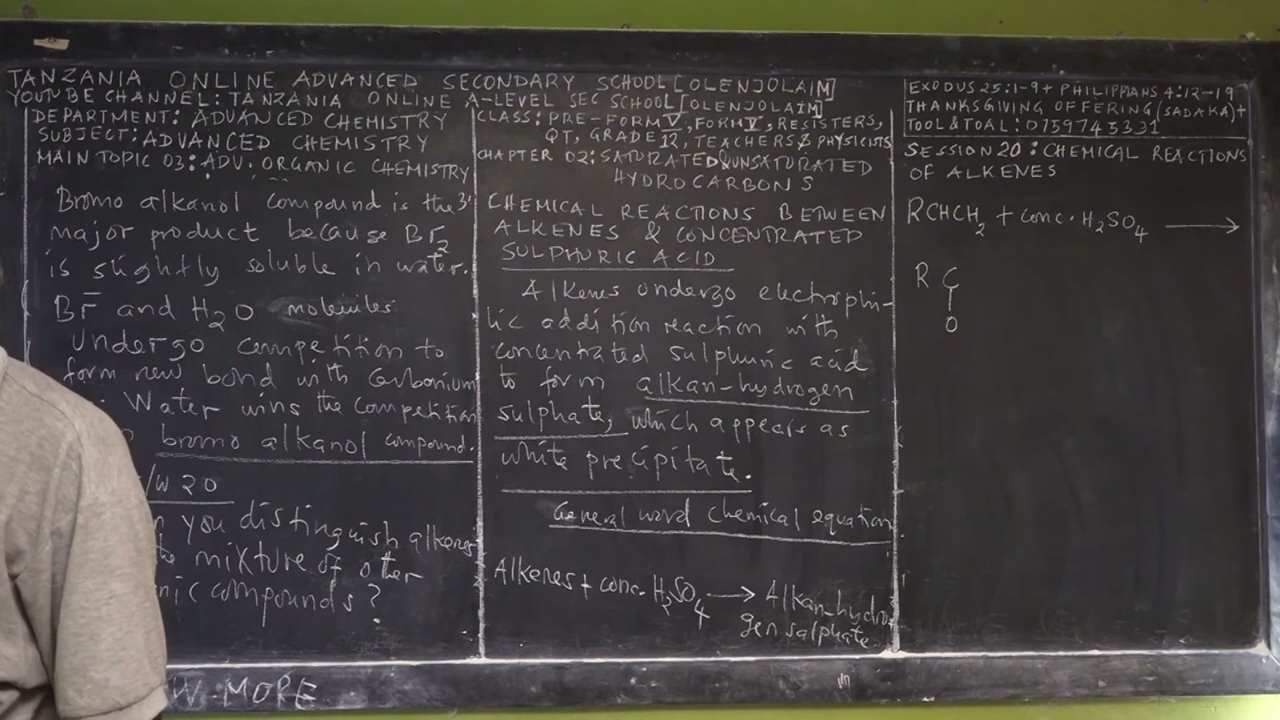 TANZANIA ONLINE ADVANCED SECONDARY SCHOOL [OLENJOLAIM]
YOUTUBE CHANNEL: TANZANIA ONLINE A-LEVEL SEC SCHOOL [OLENJOLAIM]
DEPARTMENT: ADVANCED CHEMISTRY
SUBJECT: ADVANCED CHEMISTRY
MAIN TOPIC 03: ADV. ORGANIC CHEMISTRY
Bromo alkanol compound is the
major product because Br₂
is slightly soluble in water.
Br⁻ and H₂O molecules
undergo competition to
form new bond with Carbonium
Water wins the competition
bromo alkanol compound.
/W 20
you distinguish alkenes
mixture of other
compounds?
W-MORE
CLASS: PRE-FORM V, FORM V, RESISTERS,
QT, GRADE 12, TEACHERS & PHYSICISTS
CHAPTER 02: SATURATED & UNSATURATED
HYDROCARBONS
CHEMICAL REACTIONS BETWEEN
ALKENES & CONCENTRATED
SULPHURIC ACID
Alkenes undergo electrophi-
lic addition reaction with
concentrated sulphuric acid
to form alkan-hydrogen
sulphate, which appears as
white precipitate.
General word chemical equation
Alkenes + conc. H₂SO₄ → Alkan-hydro
gen sulphate
EXODUS 25:1-9 + PHILIPPIANS 4:12-19
THANKSGIVING OFFERING (SADAKA) +
TOOL & TOAL: 0759745331
SESSION 20: CHEMICAL REACTIONS
OF ALKENES
RCHCH₂ + conc. H₂SO₄ →
R C
|
O